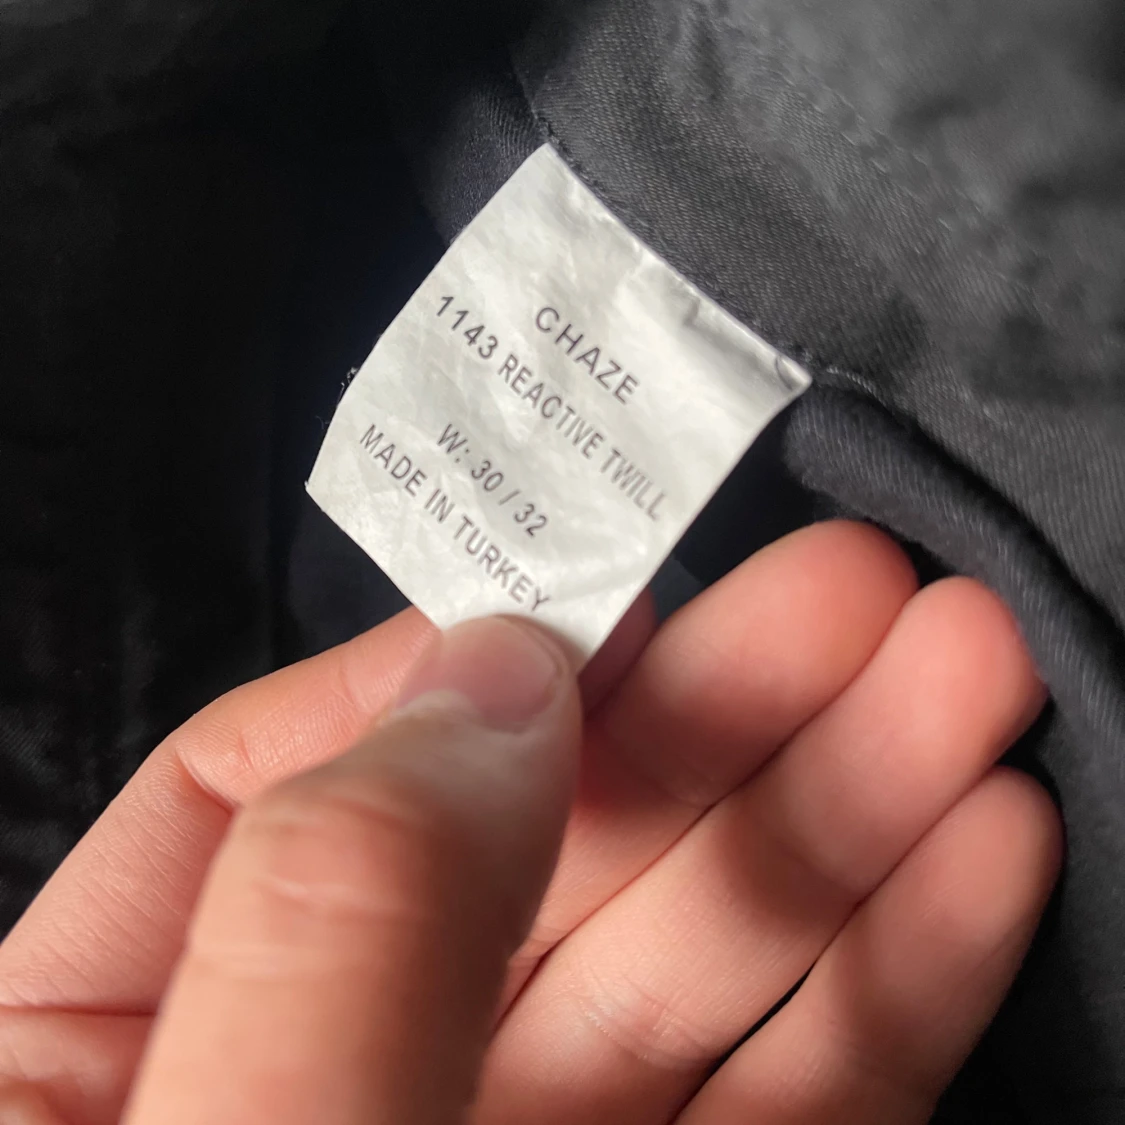 CHAZE
1143 REACTIVE TWILL
W: 30 / 32
MADE IN TURKEY